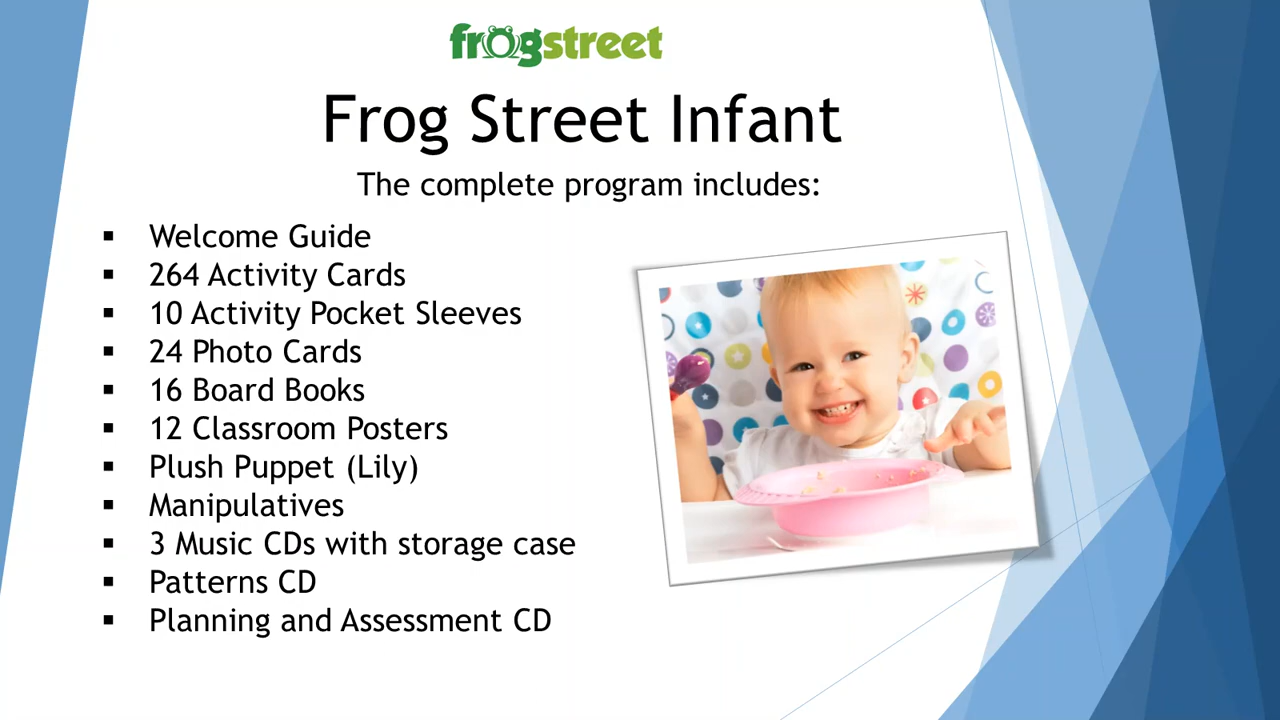 frogstreet
Frog Street Infant
The complete program includes:
▪ Welcome Guide
▪ 264 Activity Cards
▪ 10 Activity Pocket Sleeves
▪ 24 Photo Cards
▪ 16 Board Books
▪ 12 Classroom Posters
▪ Plush Puppet (Lily)
▪ Manipulatives
▪ 3 Music CDs with storage case
▪ Patterns CD
▪ Planning and Assessment CD